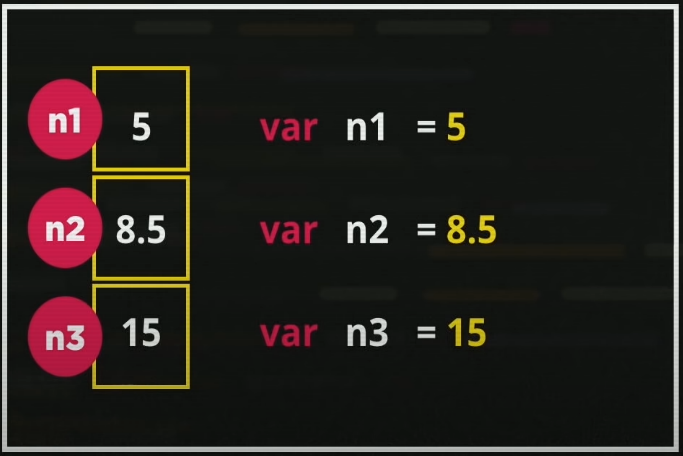 n1 5 var n1 = 5
n2 8.5 var n2 = 8.5
n3 15 var n3 = 15